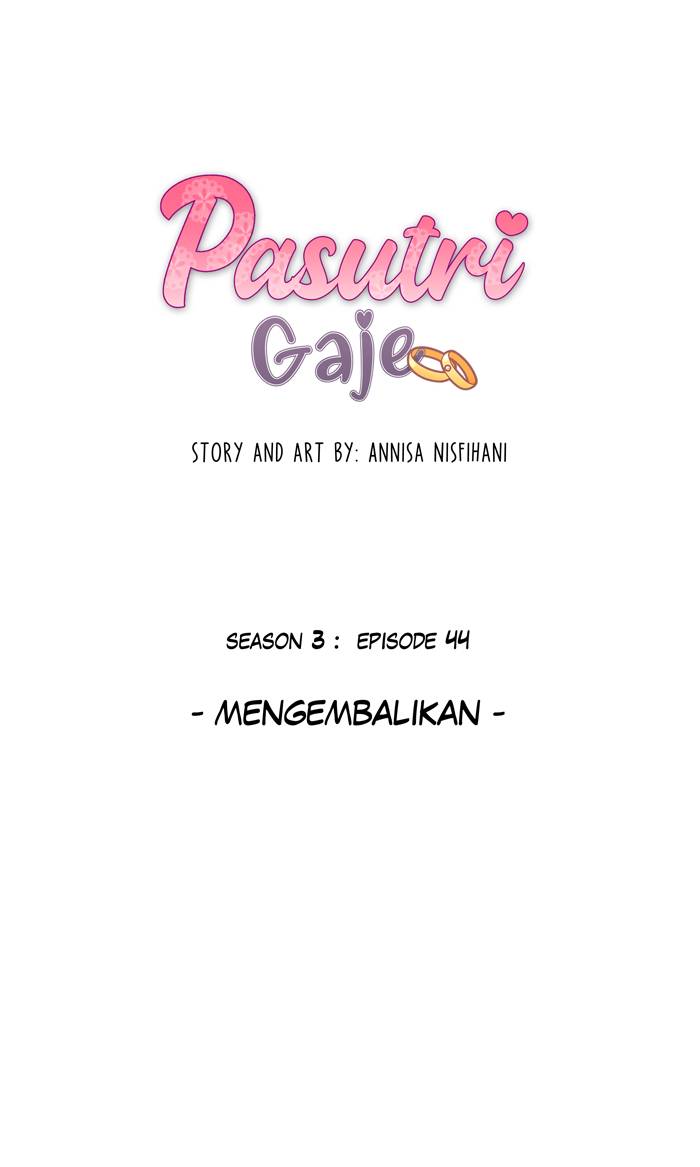 Pasutri
Gaje
STORY AND ART BY: ANNISA NISFIHANI
SEASON 3 : EPISODE 44
- MENGEMBALIKAN -